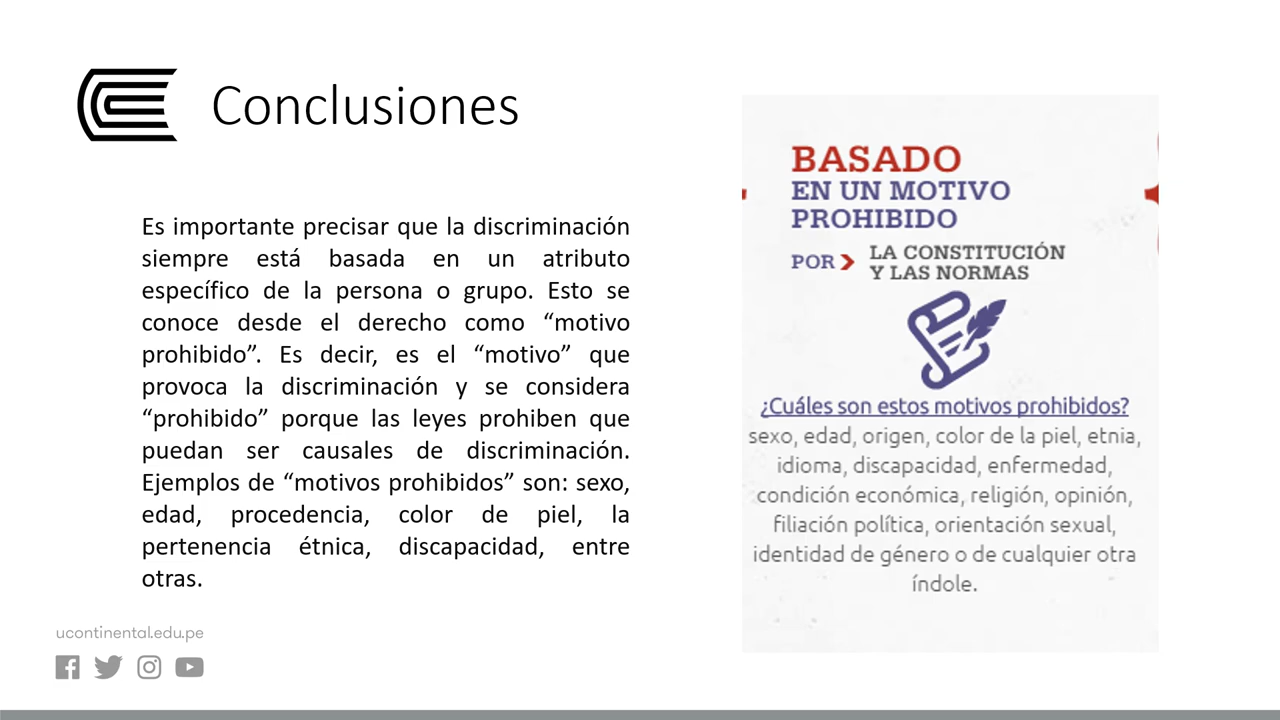 Conclusiones
Es importante precisar que la discriminación
siempre está basada en un atributo
específico de la persona o grupo. Esto se
conoce desde el derecho como “motivo
prohibido”. Es decir, es el “motivo” que
provoca la discriminación y se considera
“prohibido” porque las leyes prohiben que
puedan ser causales de discriminación.
Ejemplos de “motivos prohibidos” son: sexo,
edad, procedencia, color de piel, la
pertenencia étnica, discapacidad, entre
otras.
BASADO
EN UN MOTIVO
PROHIBIDO
POR LA CONSTITUCIÓN
Y LAS NORMAS
¿Cuáles son estos motivos prohibidos?
sexo, edad, origen, color de la piel, etnia,
idioma, discapacidad, enfermedad,
condición económica, religión, opinión,
filiación política, orientación sexual,
identidad de género o de cualquier otra
índole.
ucontinental.edu.pe